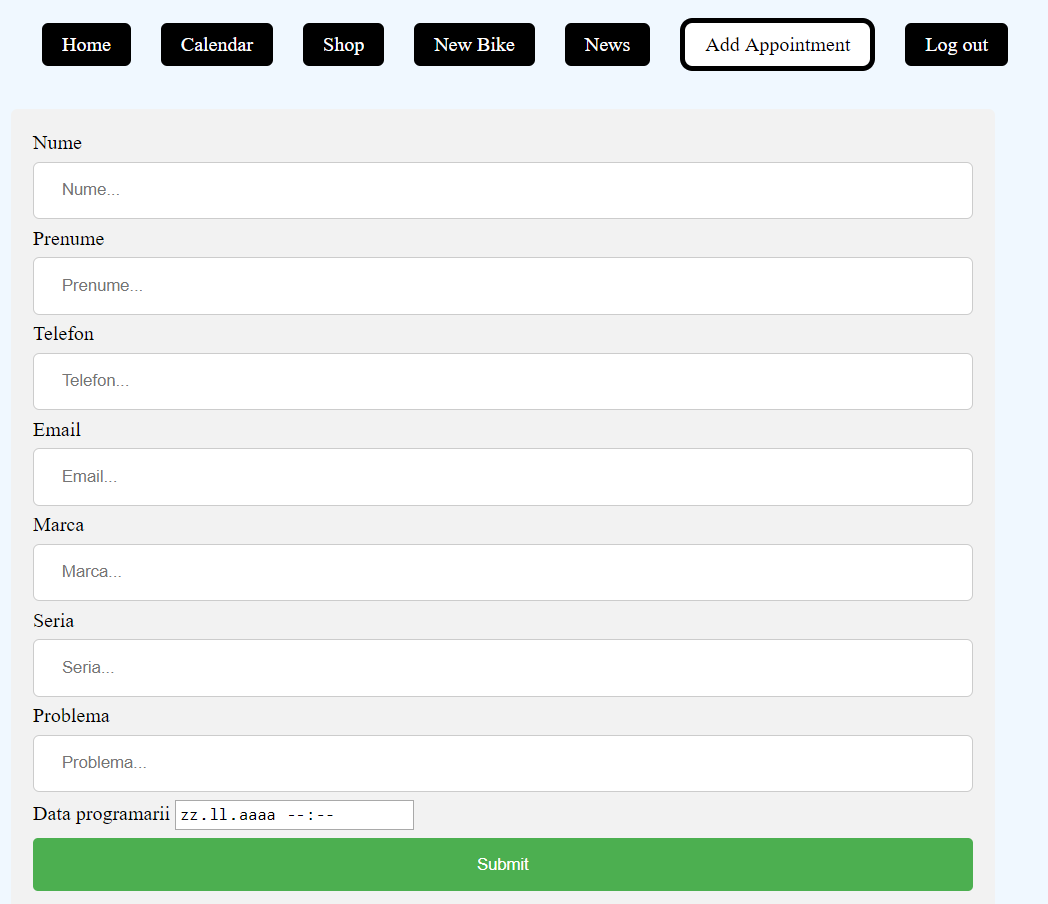 Home Calendar Shop New Bike News Add Appointment Log out
Nume
Nume...
Prenume
Prenume...
Telefon
Telefon...
Email
Email...
Marca
Marca...
Seria
Seria...
Problema
Problema...
Data programarii zz.ll.aaaa --:--
Submit